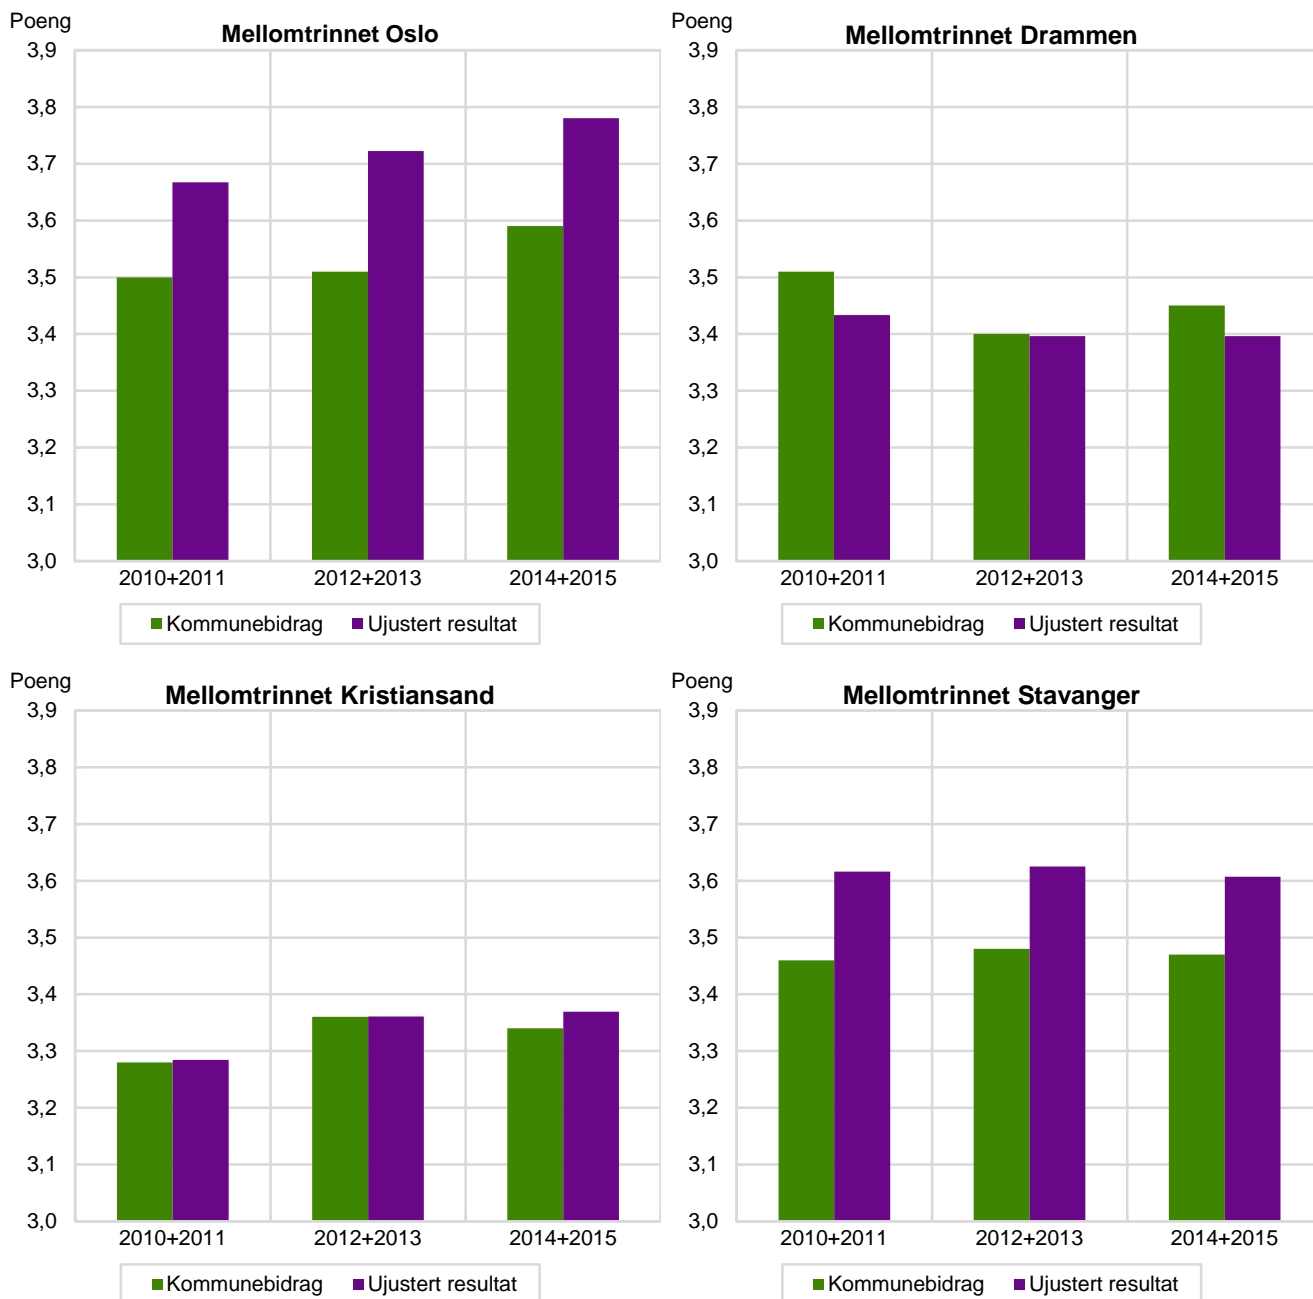 Poeng
Mellomtrinnet Oslo
3,9
3,8
3,7
3,6
3,5
3,4
3,3
3,2
3,1
3,0
2010+2011 2012+2013 2014+2015
Kommunebidrag Ujustert resultat
Poeng
Mellomtrinnet Drammen
3,9
3,8
3,7
3,6
3,5
3,4
3,3
3,2
3,1
3,0
2010+2011 2012+2013 2014+2015
Kommunebidrag Ujustert resultat
Poeng
Mellomtrinnet Kristiansand
3,9
3,8
3,7
3,6
3,5
3,4
3,3
3,2
3,1
3,0
2010+2011 2012+2013 2014+2015
Kommunebidrag Ujustert resultat
Poeng
Mellomtrinnet Stavanger
3,9
3,8
3,7
3,6
3,5
3,4
3,3
3,2
3,1
3,0
2010+2011 2012+2013 2014+2015
Kommunebidrag Ujustert resultat